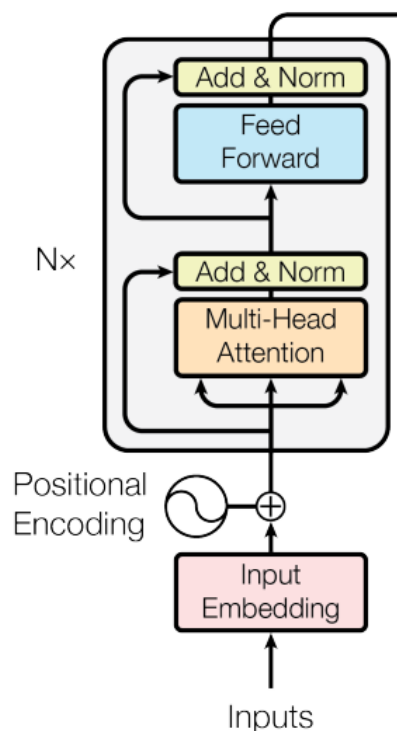 Add & Norm
Feed
Forward
N×
Add & Norm
Multi-Head
Attention
Positional
Encoding
Input
Embedding
Inputs